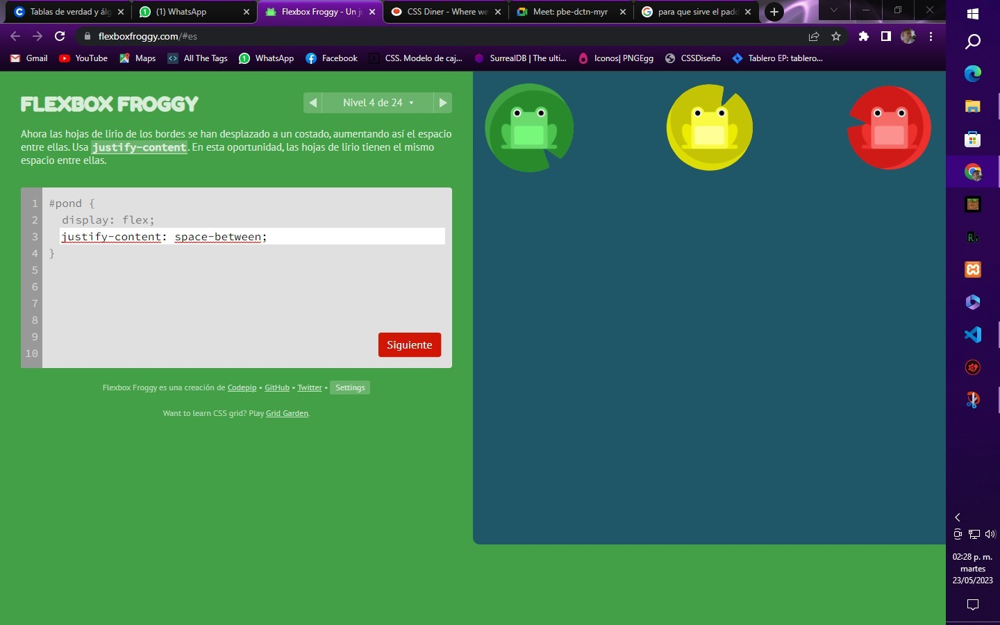 Tablas de verdad y álg
(1) WhatsApp
Flexbox Froggy - Un j
CSS Diner - Where we
Meet: pbe-dctn-myr
para que sirve el padd
flexboxfroggy.com/#es
Gmail
YouTube
Maps
All The Tags
WhatsApp
Facebook
CSS. Modelo de caj...
SurrealDB | The ulti...
Iconos| PNGEgg
CSSDiseño
Tablero EP: tablero...
FLEXBOX FROGGY
Nivel 4 de 24
Ahora las hojas de lirio de los bordes se han desplazado a un costado, aumentando así el espacio
entre ellas. Usa justify-content. En esta oportunidad, las hojas de lirio tienen el mismo
espacio entre ellas.
1 #pond {
2 display: flex;
3 justify-content: space-between;
4 }
5
6
7
8
9
10
Siguiente
Flexbox Froggy es una creación de Codepip • GitHub • Twitter • Settings
Want to learn CSS grid? Play Grid Garden.
02:28 p. m.
martes
23/05/2023